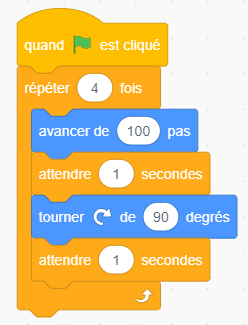 quand est cliqué
répéter 4 fois
avancer de 100 pas
attendre 1 secondes
tourner de 90 degrés
attendre 1 secondes